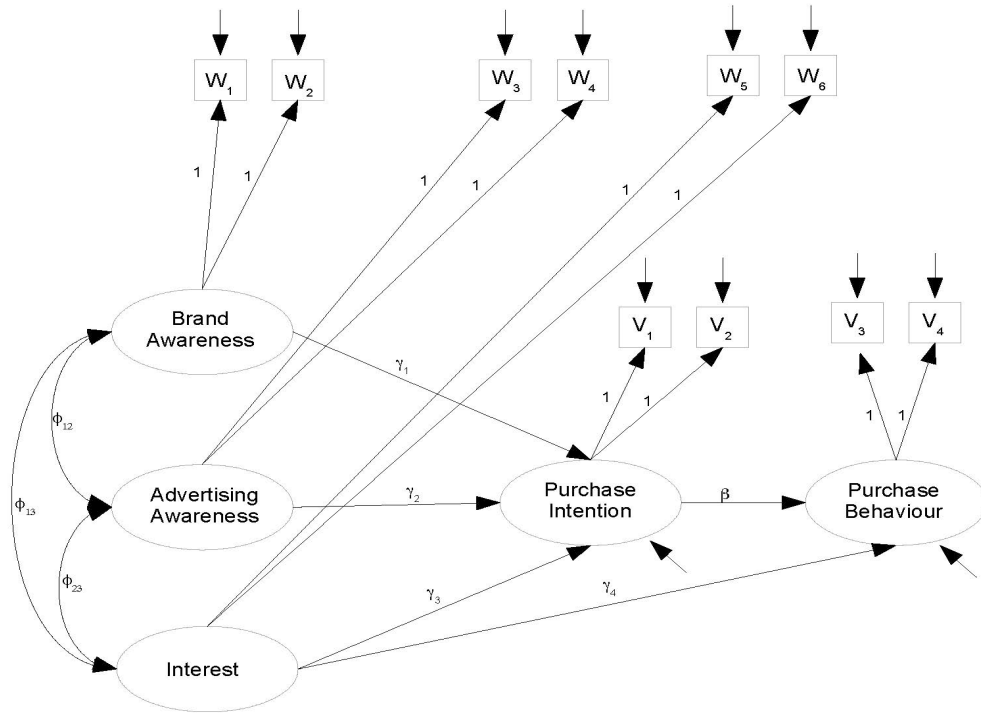 W₁ W₂ W₃ W₄ W₅ W₆
1 1 1 1 1 1
Brand
Awareness
V₁ V₂ V₃ V₄
γ₁
1 1 1 1
ϕ₁₂
ϕ₁₃
Advertising
Awareness
γ₂
Purchase
Intention
β
Purchase
Behaviour
ϕ₂₃
γ₃
γ₄
Interest